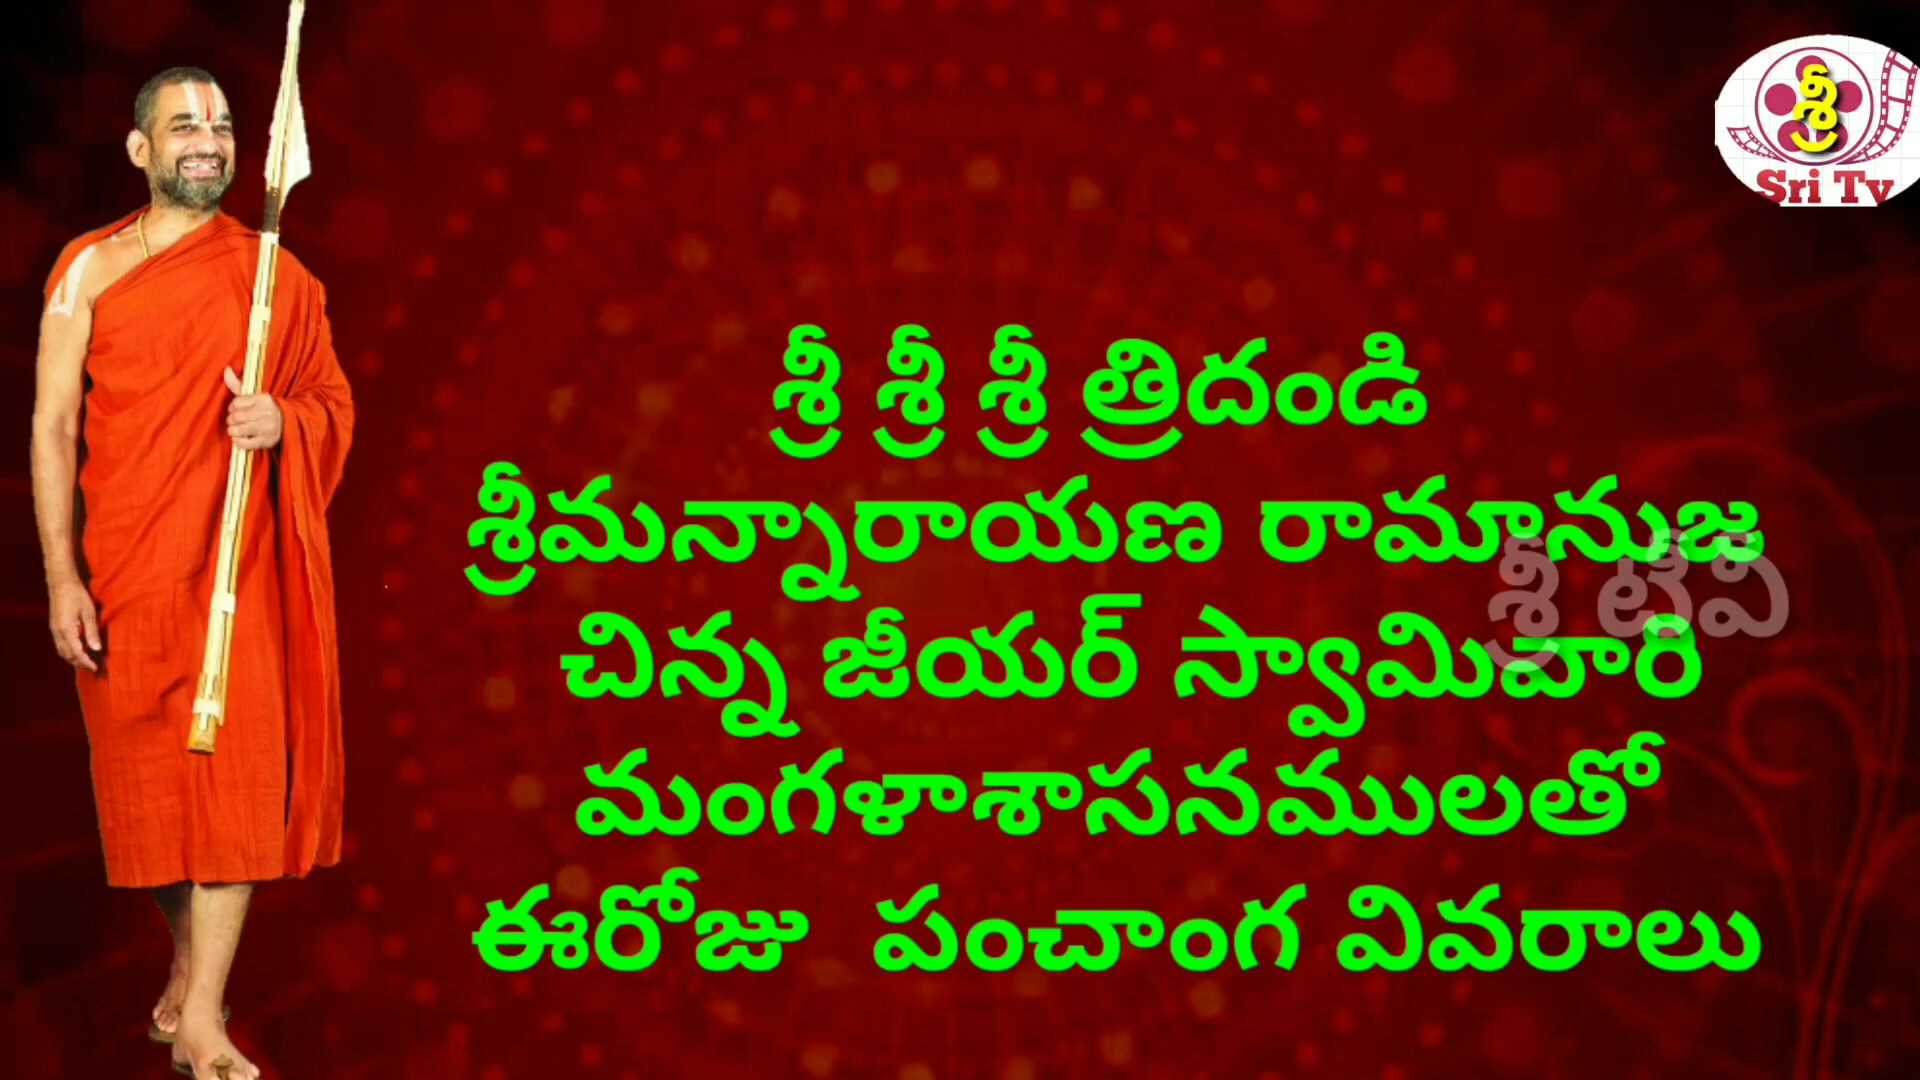 శ్రీ
Sri Tv
శ్రీ శ్రీ శ్రీ త్రిదండి
శ్రీమన్నారాయణ రామానుజ
శ్రీ టీవీ
చిన్న జీయర్ స్వామివారి
మంగళాశాసనములతో
ఈరోజు పంచాంగ వివరాలు